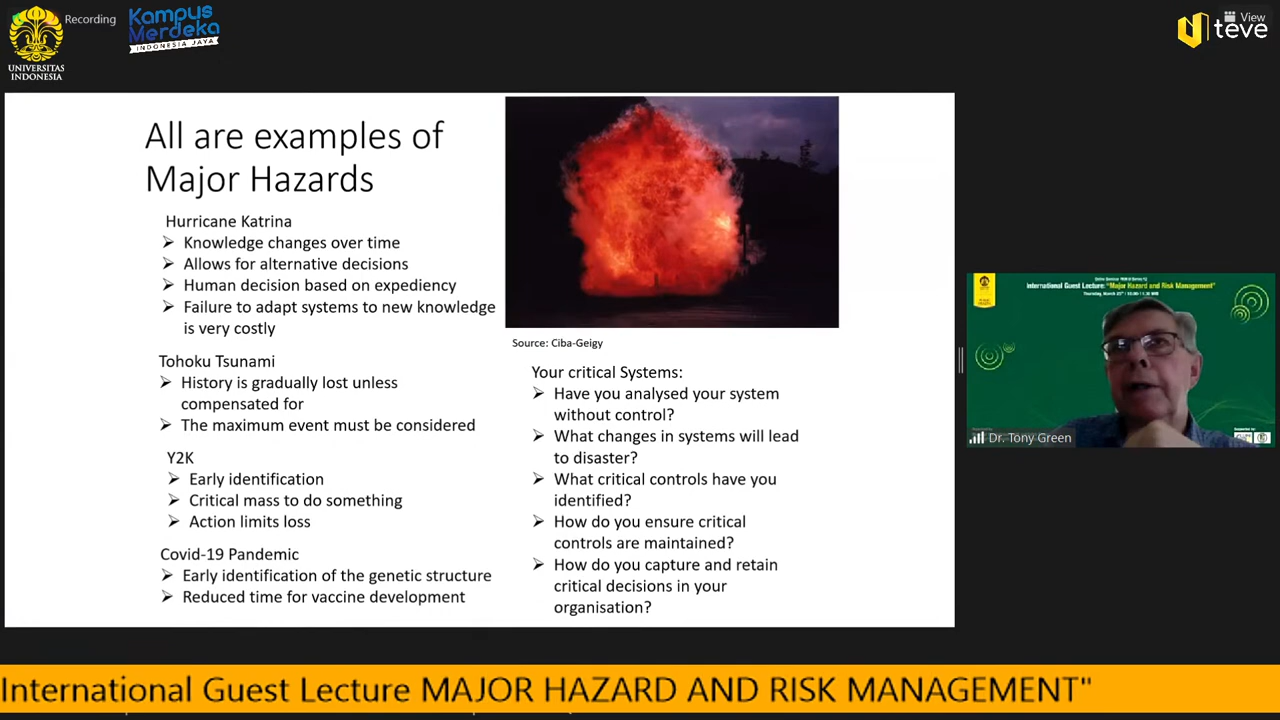 Recording
Kampus
Merdeka
INDONESIA JAYA
UNIVERSITAS
INDONESIA
View
teve
All are examples of
Major Hazards
Hurricane Katrina
Knowledge changes over time
Allows for alternative decisions
Human decision based on expediency
Failure to adapt systems to new knowledge
is very costly
Tohoku Tsunami
History is gradually lost unless
compensated for
The maximum event must be considered
Y2K
Early identification
Critical mass to do something
Action limits loss
Covid-19 Pandemic
Early identification of the genetic structure
Reduced time for vaccine development
Source: Ciba-Geigy
Your critical Systems:
Have you analysed your system
without control?
What changes in systems will lead
to disaster?
What critical controls have you
identified?
How do you ensure critical
controls are maintained?
How do you capture and retain
critical decisions in your
organisation?
International Guest Lecture: "Major Hazard and Risk Management"
Dr. Tony Green
International Guest Lecture MAJOR HAZARD AND RISK MANAGEMENT"